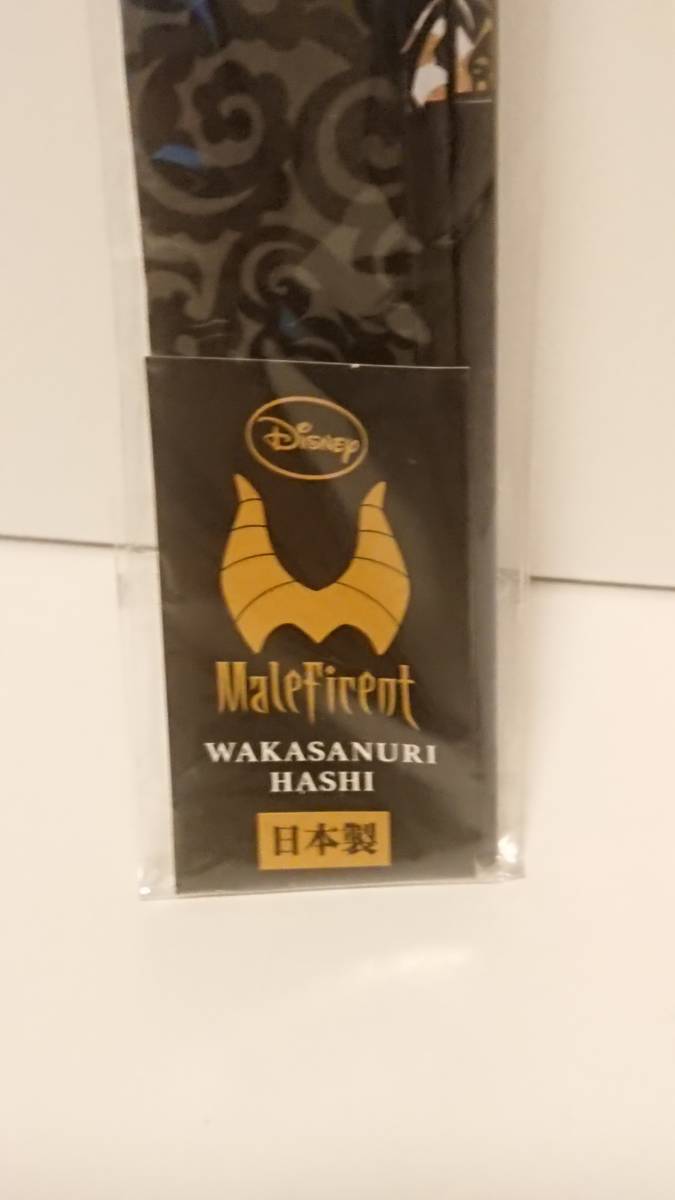 Disney
Maleficent
WAKASANURI
HASHI
日本製